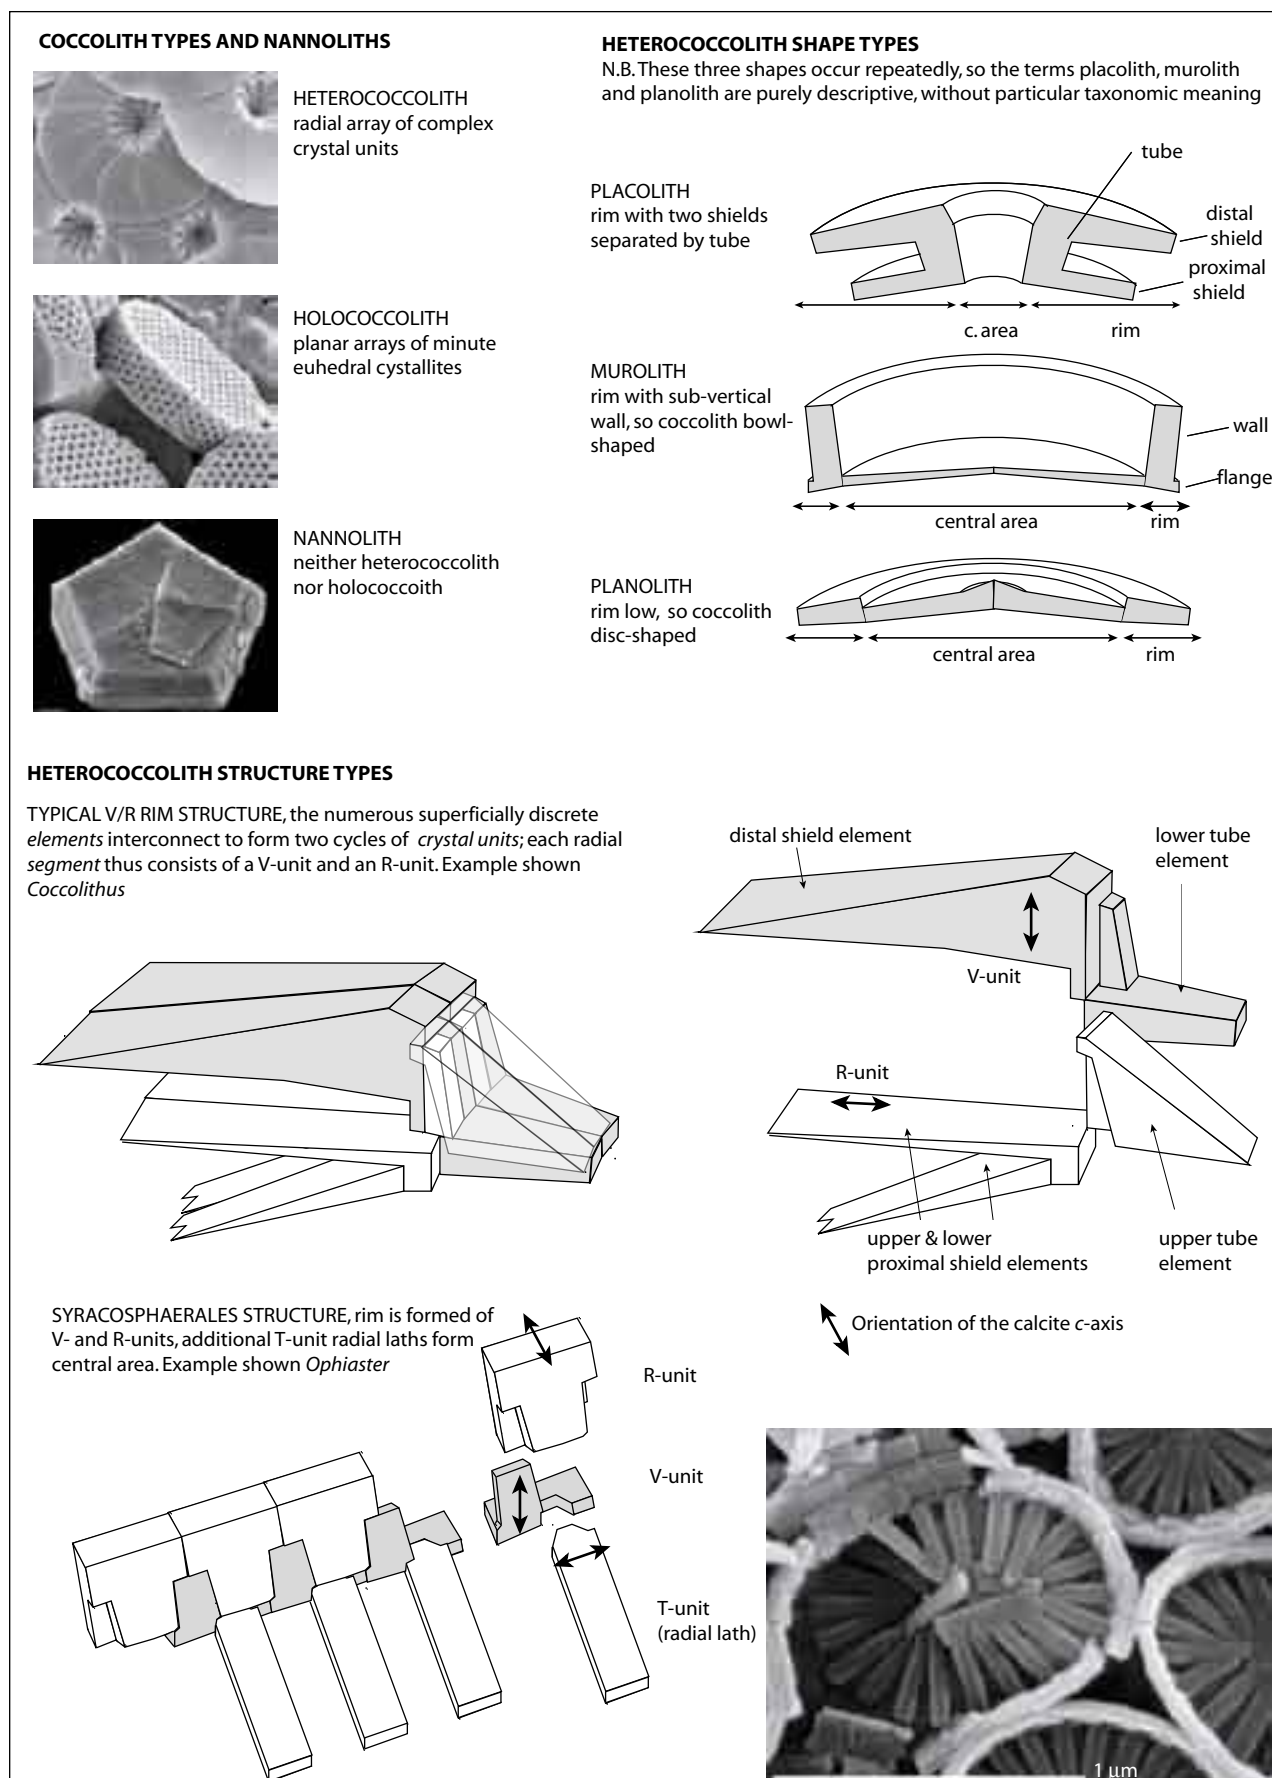 COCCOLITH TYPES AND NANNOLITHS
HETEROCOCCOLITH
radial array of complex
crystal units
HOLOCOCCOLITH
planar arrays of minute
euhedral cystallites
NANNOLITH
neither heterococcolith
nor holococcoith
HETEROCOCCOLITH SHAPE TYPES
N.B. These three shapes occur repeatedly, so the terms placolith, murolith
and planolith are purely descriptive, without particular taxonomic meaning
PLACOLITH
rim with two shields
separated by tube
tube
distal
shield
proximal
shield
c. area
rim
MUROLITH
rim with sub-vertical
wall, so coccolith bowl-
shaped
wall
flange
central area
rim
PLANOLITH
rim low, so coccolith
disc-shaped
central area
rim
HETEROCOCCOLITH STRUCTURE TYPES
TYPICAL V/R RIM STRUCTURE, the numerous superficially discrete
elements interconnect to form two cycles of crystal units; each radial
segment thus consists of a V-unit and an R-unit. Example shown
Coccolithus
distal shield element
lower tube
element
V-unit
R-unit
upper & lower
proximal shield elements
upper tube
element
Orientation of the calcite c-axis
SYRACOSPHAERALES STRUCTURE, rim is formed of
V- and R-units, additional T-unit radial laths form
central area. Example shown Ophiaster
R-unit
V-unit
T-unit
(radial lath)
1 µm